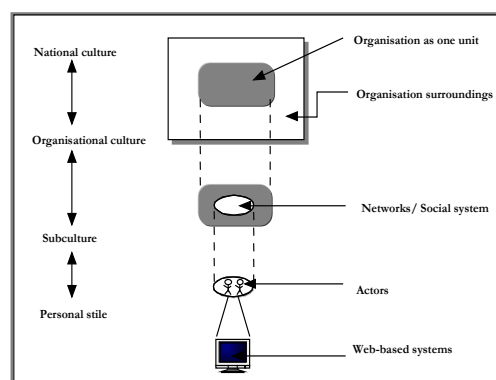 National culture
Organisational culture
Subculture
Personal stile
Organisation as one unit
Organisation surroundings
Networks/ Social system
Actors
Web-based systems